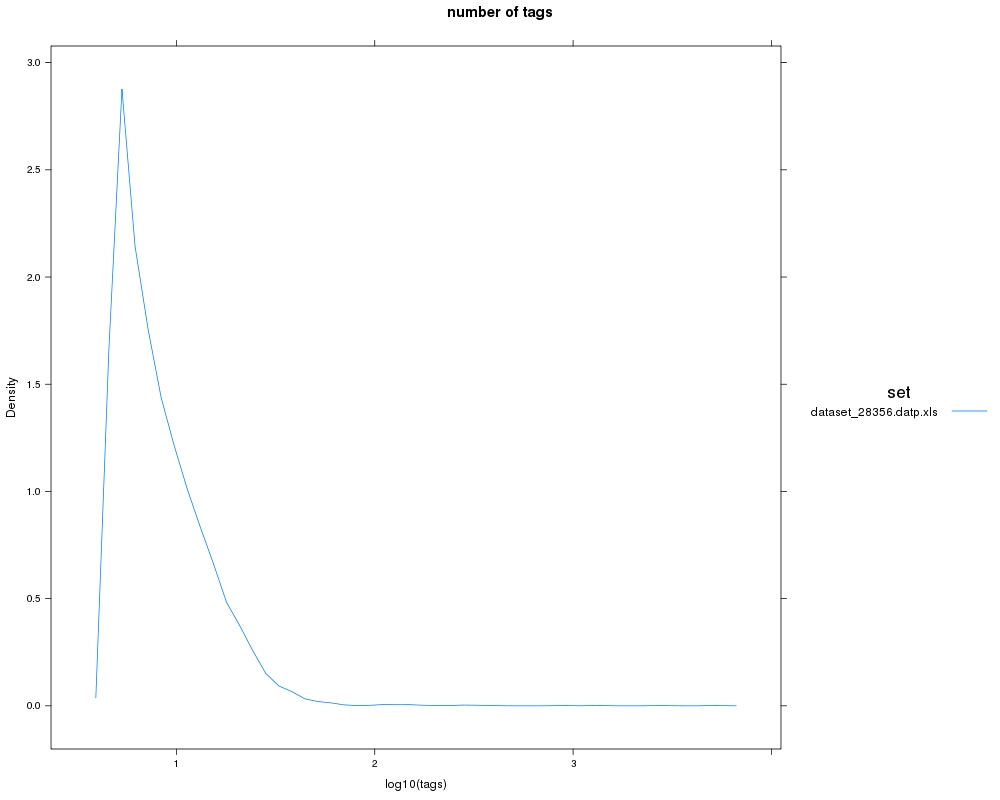 number of tags
3.0
2.5
2.0
1.5
1.0
0.5
0.0
Density
1
2
3
log10(tags)
set
dataset_28356.datp.xls